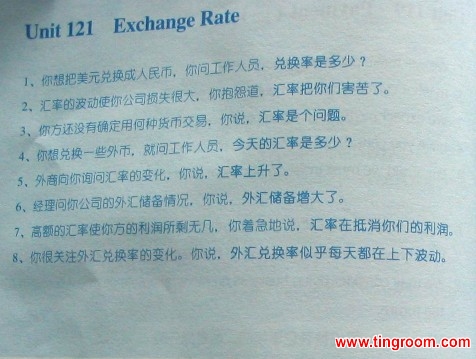 Unit 121 Exchange Rate
1、你想把美元兑换成人民币，你问工作人员，兑换率是多少？
2、汇率的波动使你公司损失很大，你抱怨道，汇率把你们害苦了。
3、你方还没有确定用何种货币交易，你说，汇率是个问题。
4、你想兑换一些外币，就问工作人员，今天的汇率是多少？
5、外商向你询问汇率的变化，你说，汇率上升了。
6、经理问你公司的外汇储备情况，你说，外汇储备增大了。
7、高额的汇率使你方的利润所剩无几，你着急地说，汇率在抵消你们的利润。
8、你很关注外汇兑换率的变化。你说，外汇兑换率似乎每天都在上下波动。
www.tingroom.com